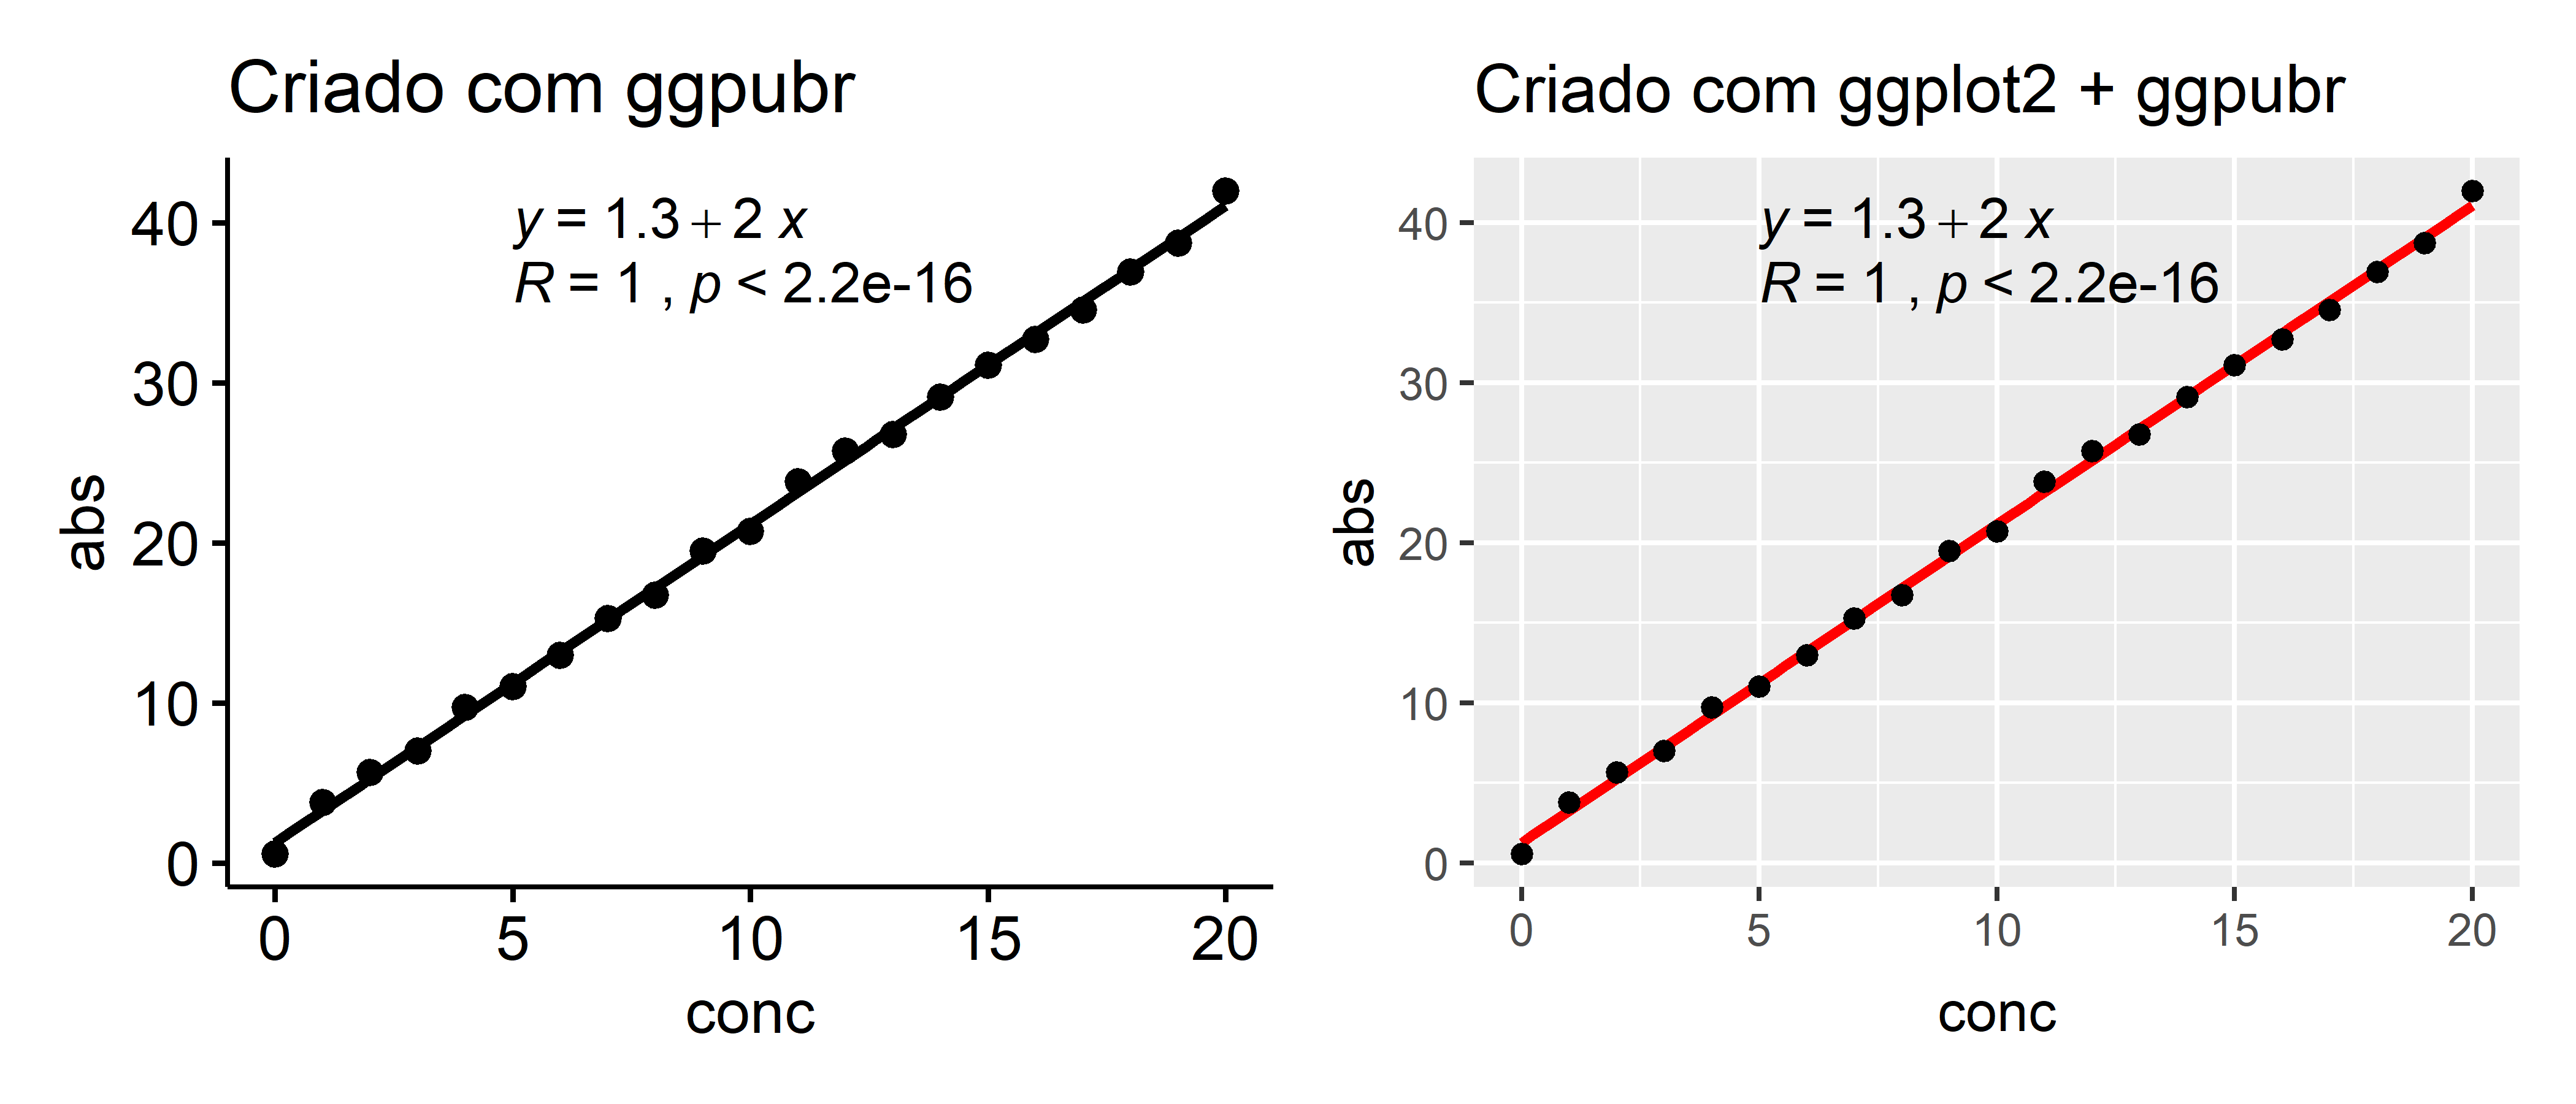 Criado com ggpubr
y = 1.3 + 2 x
R = 1 , p < 2.2e-16
40
30
20
10
0
abs
0 5 10 15 20
conc
Criado com ggplot2 + ggpubr
y = 1.3 + 2 x
R = 1 , p < 2.2e-16
40
30
20
10
0
abs
0 5 10 15 20
conc